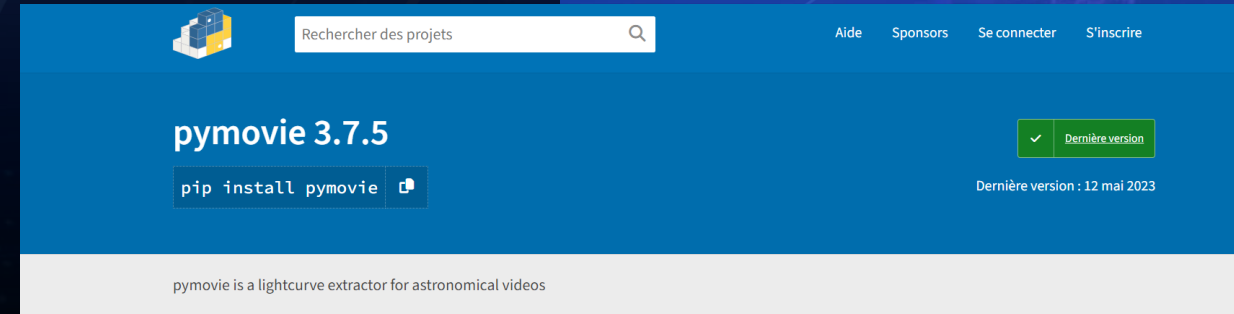 Rechercher des projets
Aide Sponsors Se connecter S'inscrire
pymovie 3.7.5
Dernière version
pip install pymovie
Dernière version : 12 mai 2023
pymovie is a lightcurve extractor for astronomical videos